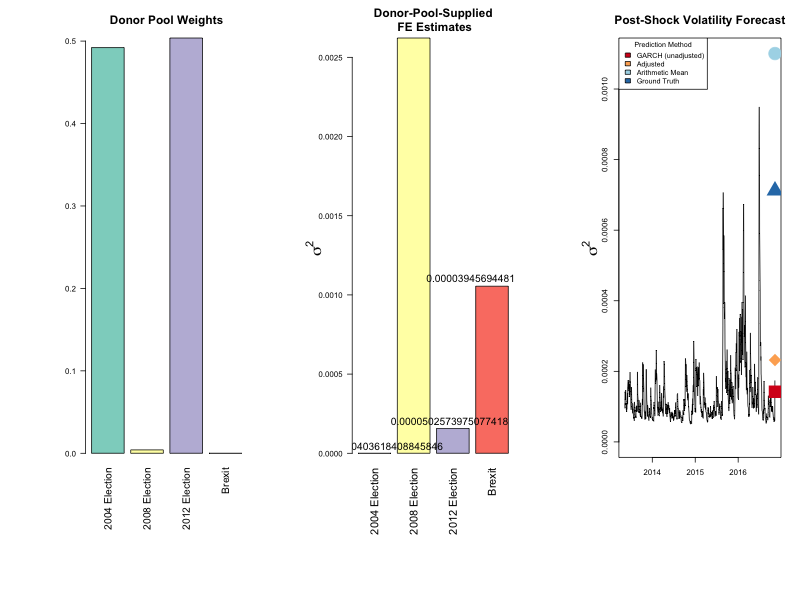 Donor Pool Weights
0.5
0.4
0.3
0.2
0.1
0.0
2004 Election
2008 Election
2012 Election
Brexit
Donor-Pool-Supplied
FE Estimates
σ2
0.0025
0.0020
0.0015
0.0010
0.0005
0.0000
0.00003945694481
0.0000502573975077418
0403618408845846
2004 Election
2008 Election
2012 Election
Brexit
Post-Shock Volatility Forecast
Prediction Method
GARCH (unadjusted)
Adjusted
Arithmetic Mean
Ground Truth
σ2
0.0010
0.0008
0.0006
0.0004
0.0002
0.0000
2014
2015
2016